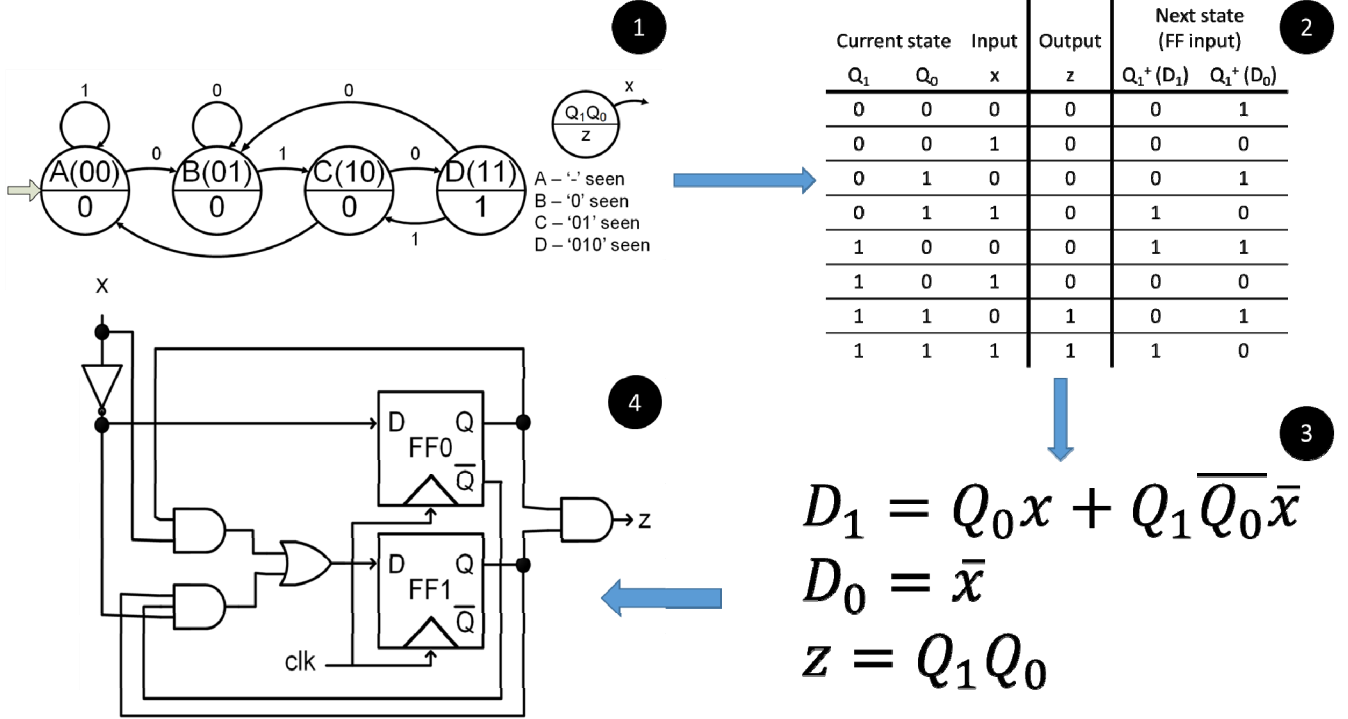 1
1
0
0
0
1
0
A(00)
B(01)
C(10)
D(11)
0
0
0
1
1
x
Q₁Q₀
z
A – ‘-’ seen
B – ‘0’ seen
C – ‘01’ seen
D – ‘010’ seen
2
Current state Input Output Next state (FF input)
Q₁ Q₀ x z Q₁⁺ (D₁) Q₁⁺ (D₀)
0 0 0 0 0 1
0 0 1 0 0 0
0 1 0 0 0 1
0 1 1 0 1 0
1 0 0 0 1 1
1 0 1 0 0 0
1 1 0 1 0 1
1 1 1 1 1 0
3
D₁ = Q₀x + Q₁Q̅₀x̅
D₀ = x̅
z = Q₁Q₀
4
X
D Q
FF0
Q̅
D Q
FF1
Q̅
clk
z